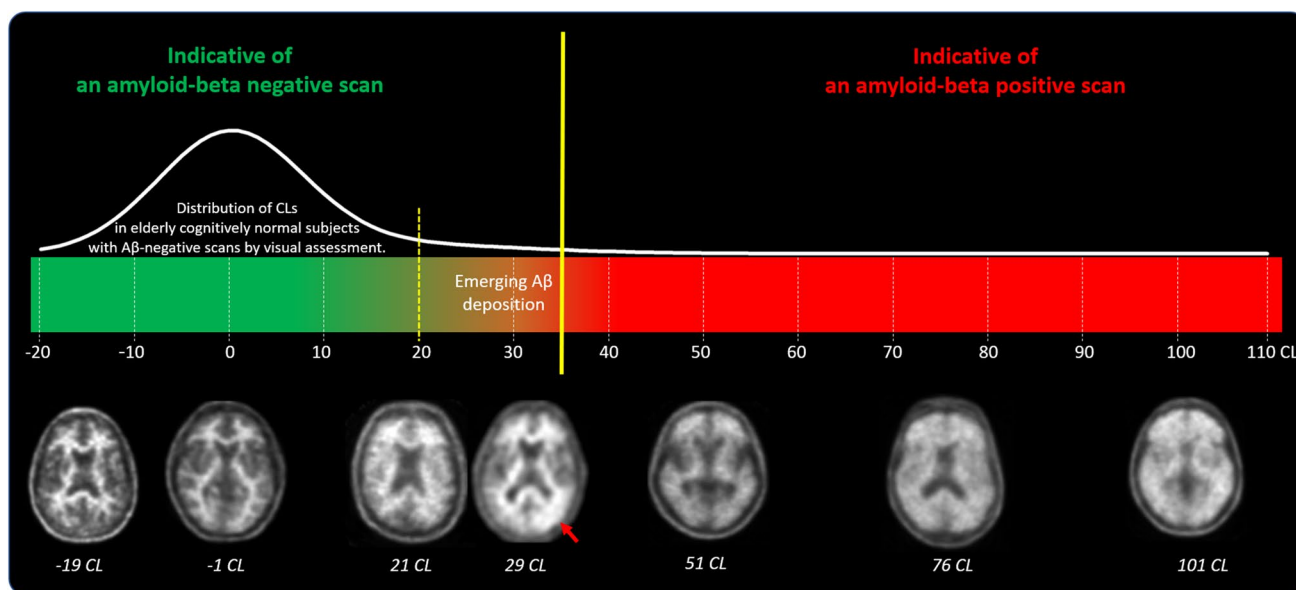 Indicative of
an amyloid-beta negative scan
Indicative of
an amyloid-beta positive scan
Distribution of CLs
in elderly cognitively normal subjects
with Aβ-negative scans by visual assessment.
Emerging Aβ
deposition
-20 -10 0 10 20 30 40 50 60 70 80 90 100 110 CL
-19 CL -1 CL 21 CL 29 CL 51 CL 76 CL 101 CL